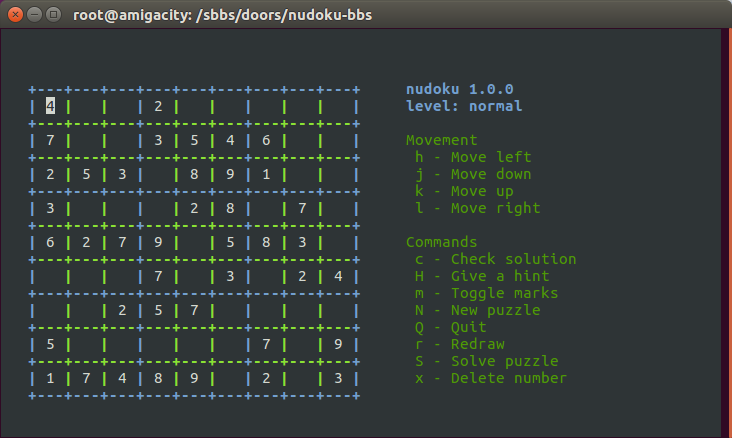 root@amigacity: /sbbs/doors/nudoku-bbs
+---+---+---+---+---+---+---+---+---+ nudoku 1.0.0
| 4 |   |   | 2 |   |   |   |   |   | level: normal
+---+---+---+---+---+---+---+---+---+
| 7 |   |   | 3 | 5 | 4 | 6 |   |   | Movement
+---+---+---+---+---+---+---+---+---+ h - Move left
| 2 | 5 | 3 |   | 8 | 9 | 1 |   |   | j - Move down
+---+---+---+---+---+---+---+---+---+ k - Move up
| 3 |   |   |   | 2 | 8 |   | 7 |   | l - Move right
+---+---+---+---+---+---+---+---+---+
| 6 | 2 | 7 | 9 |   | 5 | 8 | 3 |   | Commands
+---+---+---+---+---+---+---+---+---+ c - Check solution
|   |   |   | 7 |   | 3 |   | 2 | 4 | H - Give a hint
+---+---+---+---+---+---+---+---+---+ m - Toggle marks
|   |   | 2 | 5 | 7 |   |   |   |   | N - New puzzle
+---+---+---+---+---+---+---+---+---+ Q - Quit
| 5 |   |   |   |   |   | 7 |   | 9 | r - Redraw
+---+---+---+---+---+---+---+---+---+ S - Solve puzzle
| 1 | 7 | 4 | 8 | 9 |   | 2 |   | 3 | x - Delete number
+---+---+---+---+---+---+---+---+---+